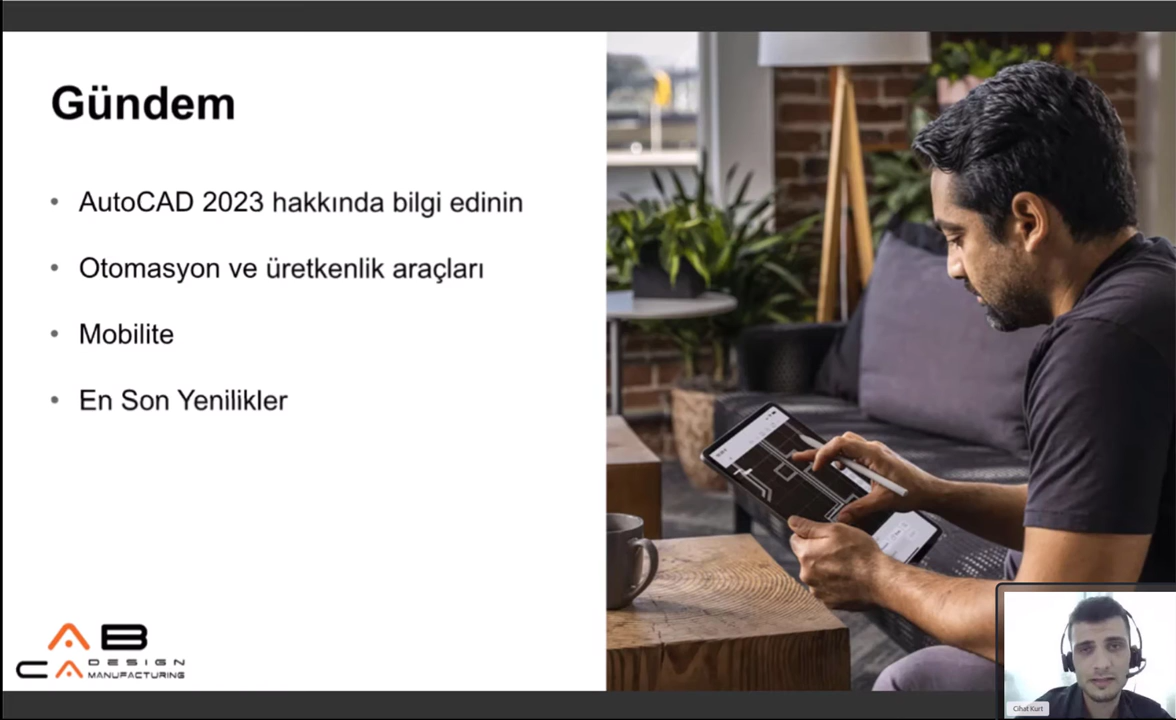 Gündem
• AutoCAD 2023 hakkında bilgi edinin
• Otomasyon ve üretkenlik araçları
• Mobilite
• En Son Yenilikler
AB
CA DESIGN
MANUFACTURING
Cihat Kurt